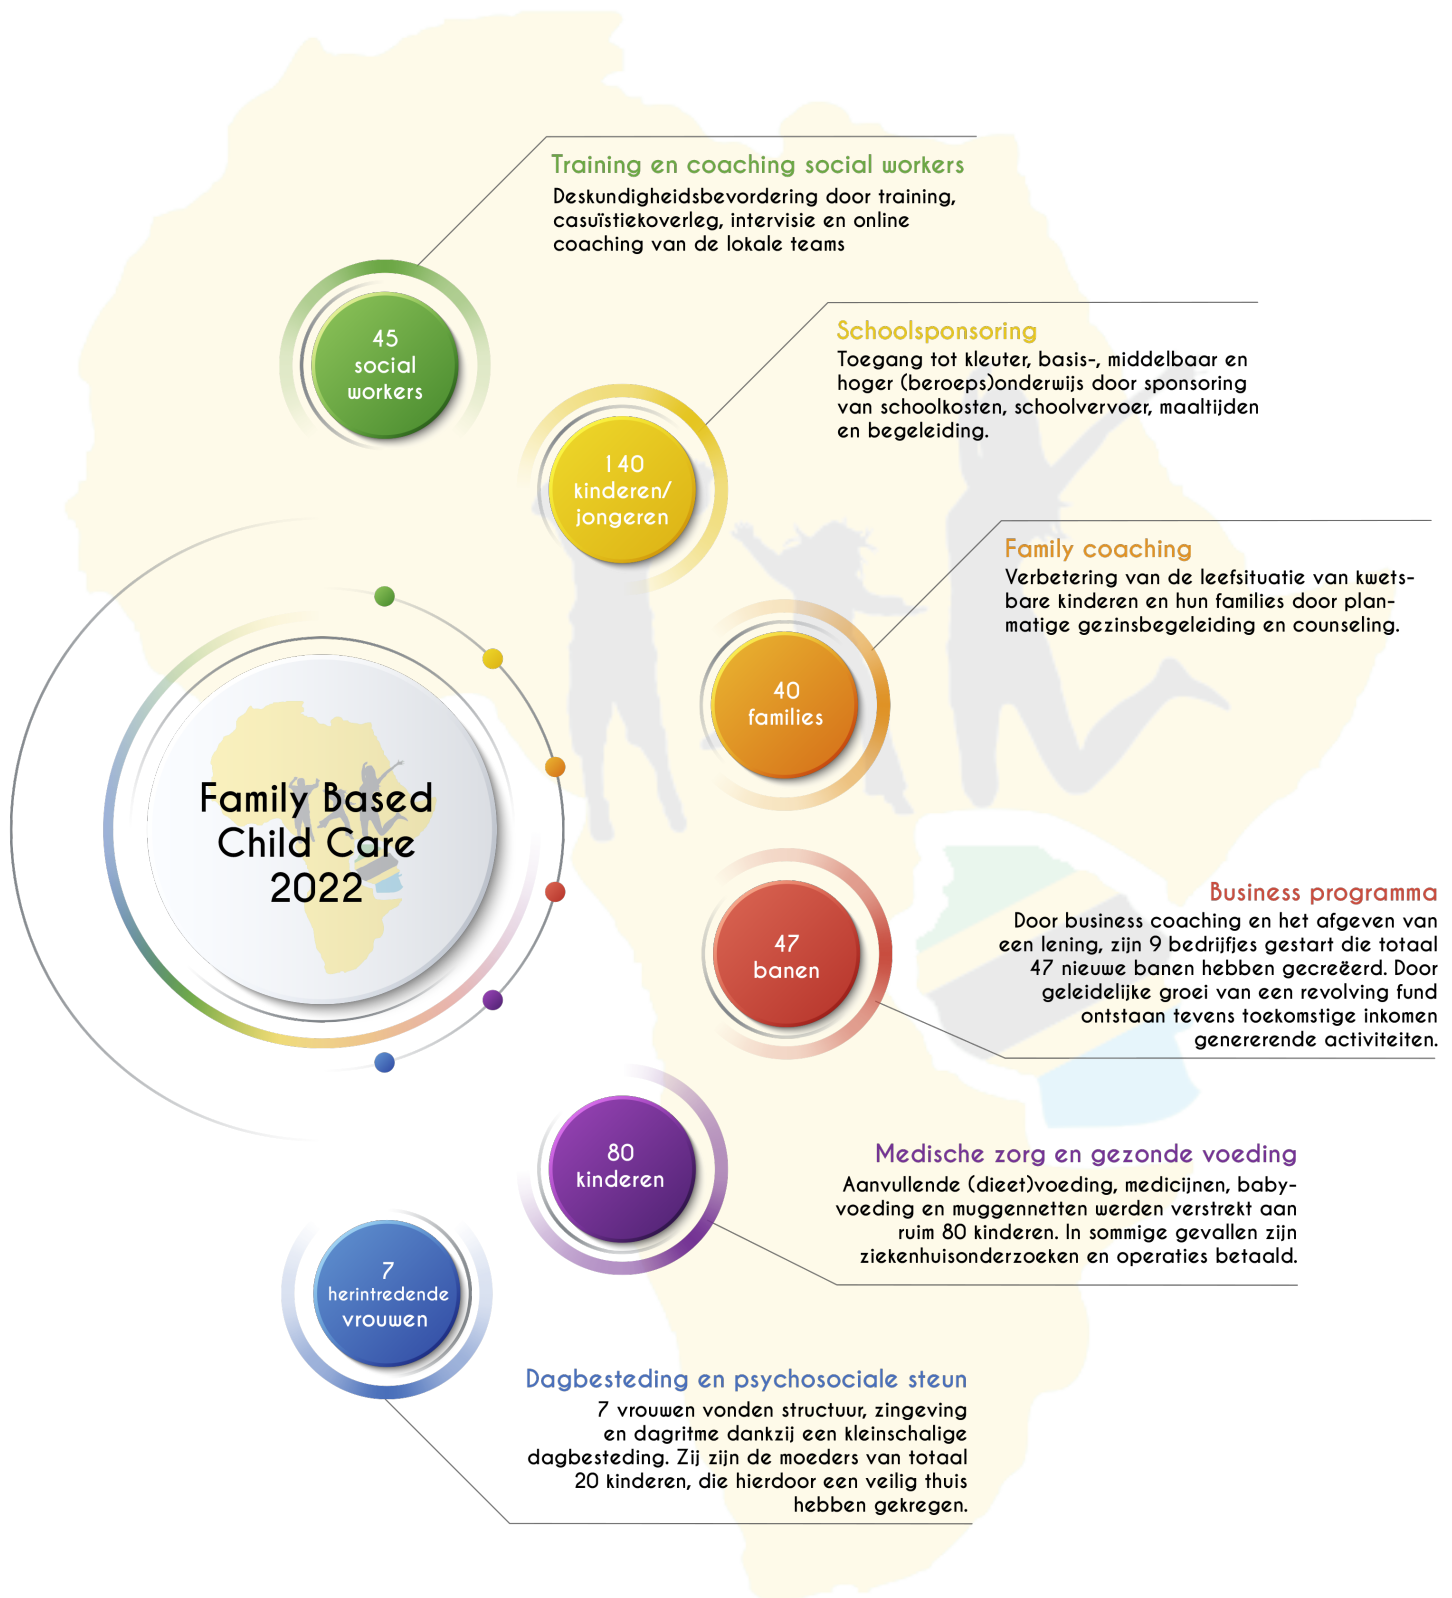 Training en coaching social workers
Deskundigheidsbevordering door training,
casuïstiekoverleg, intervisie en online
coaching van de lokale teams
45
social
workers
Schoolsponsoring
Toegang tot kleuter, basis-, middelbaar en
hoger (beroeps)onderwijs door sponsoring
van schoolkosten, schoolvervoer, maaltijden
en begeleiding.
140
kinderen/
jongeren
Family coaching
Verbetering van de leefsituatie van kwets-
bare kinderen en hun families door plan-
matige gezinsbegeleiding en counseling.
40
families
Family Based
Child Care
2022
Business programma
Door business coaching en het afgeven van
een lening, zijn 9 bedrijfjes gestart die totaal
47 nieuwe banen hebben gecreëerd. Door
geleidelijke groei van een revolving fund
ontstaan tevens toekomstige inkomen
genererende activiteiten.
47
banen
Medische zorg en gezonde voeding
Aanvullende (dieet)voeding, medicijnen, baby-
voeding en muggennetten werden verstrekt aan
ruim 80 kinderen. In sommige gevallen zijn
ziekenhuisonderzoeken en operaties betaald.
80
kinderen
7
herintredende
vrouwen
Dagbesteding en psychosociale steun
7 vrouwen vonden structuur, zingeving
en dagritme dankzij een kleinschalige
dagbesteding. Zij zijn de moeders van totaal
20 kinderen, die hierdoor een veilig thuis
hebben gekregen.